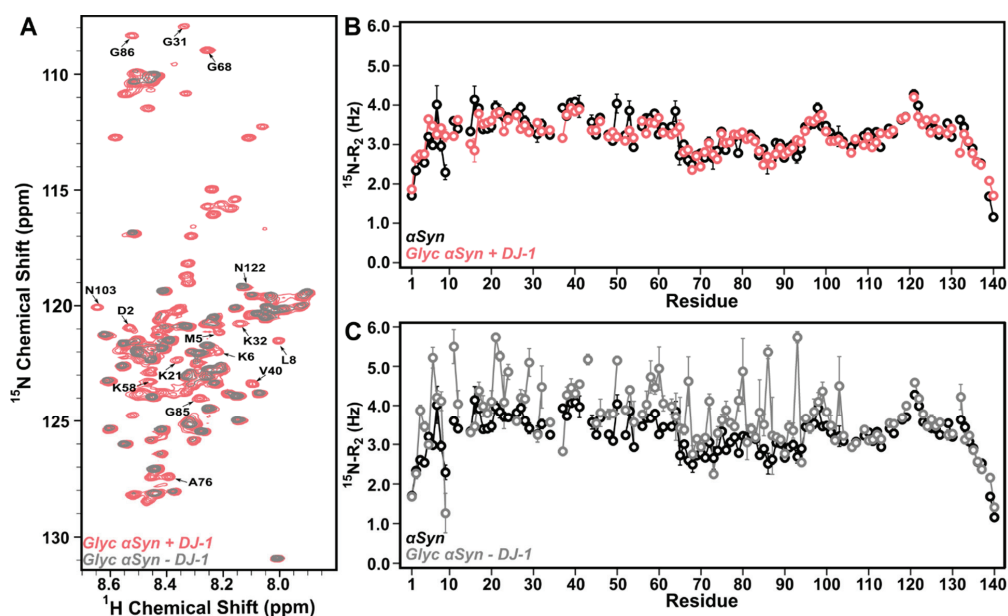 A
G86
G31
G68
110
115
120
125
130
¹⁵N Chemical Shift (ppm)
N103
D2
N122
M5
K32
K6
L8
K21
K58
V40
G85
A76
Glyc αSyn + DJ-1
Glyc αSyn - DJ-1
8.6 8.4 8.2 8.0
¹H Chemical Shift (ppm)
B
6.0
5.0
4.0
3.0
2.0
1.0
0.0
¹⁵N-R₂ (Hz)
αSyn
Glyc αSyn + DJ-1
1 10 20 30 40 50 60 70 80 90 100 110 120 130 140
Residue
C
6.0
5.0
4.0
3.0
2.0
1.0
0.0
¹⁵N-R₂ (Hz)
αSyn
Glyc αSyn - DJ-1
1 10 20 30 40 50 60 70 80 90 100 110 120 130 140
Residue